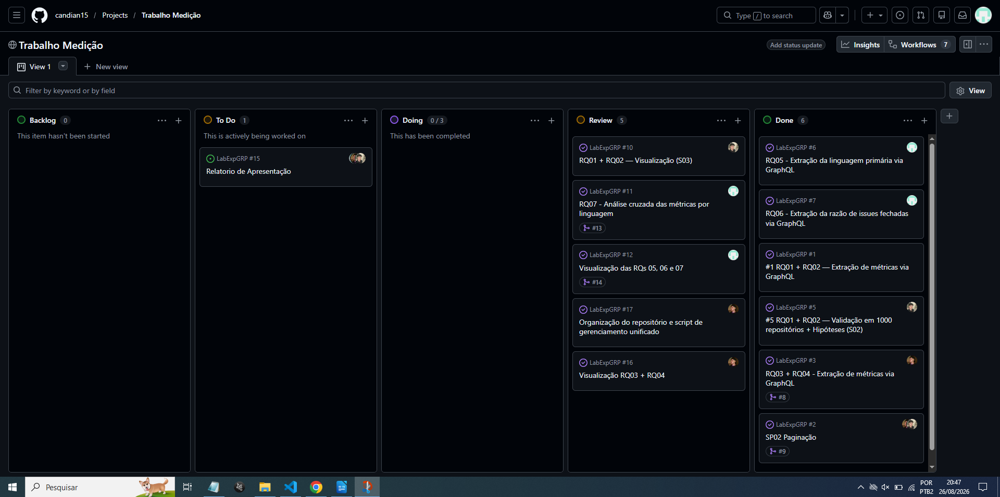 candian15 / Projects / Trabalho Medição
Type / to search
Trabalho Medição
Add status update
Insights
Workflows 7
View 1
New view
Filter by keyword or by field
View
Backlog 0
This item hasn't been started
To Do 1
This is actively being worked on
LabExpGRP #15
Relatorio de Apresentação
Doing 0 / 3
This has been completed
Review 5
LabExpGRP #10
RQ01 + RQ02 — Visualização (S03)
LabExpGRP #11
RQ07 - Análise cruzada das métricas por
linguagem
#13
LabExpGRP #12
Visualização das RQs 05, 06 e 07
#14
LabExpGRP #17
Organização do repositório e script de
gerenciamento unificado
LabExpGRP #16
Visualização RQ03 + RQ04
Done 6
LabExpGRP #6
RQ05 - Extração da linguagem primária via
GraphQL
LabExpGRP #7
RQ06 - Extração da razão de issues fechadas
via GraphQL
LabExpGRP #1
#1 RQ01 + RQ02 — Extração de métricas via
GraphQL
LabExpGRP #5
#5 RQ01 + RQ02 — Validação em 1000
repositórios + Hipóteses (S02)
LabExpGRP #3
RQ03 + RQ04 - Extração de métricas via
GraphQL
#8
LabExpGRP #2
SP02 Paginação
#9
Pesquisar
POR
PTB2
20:47
26/08/2026